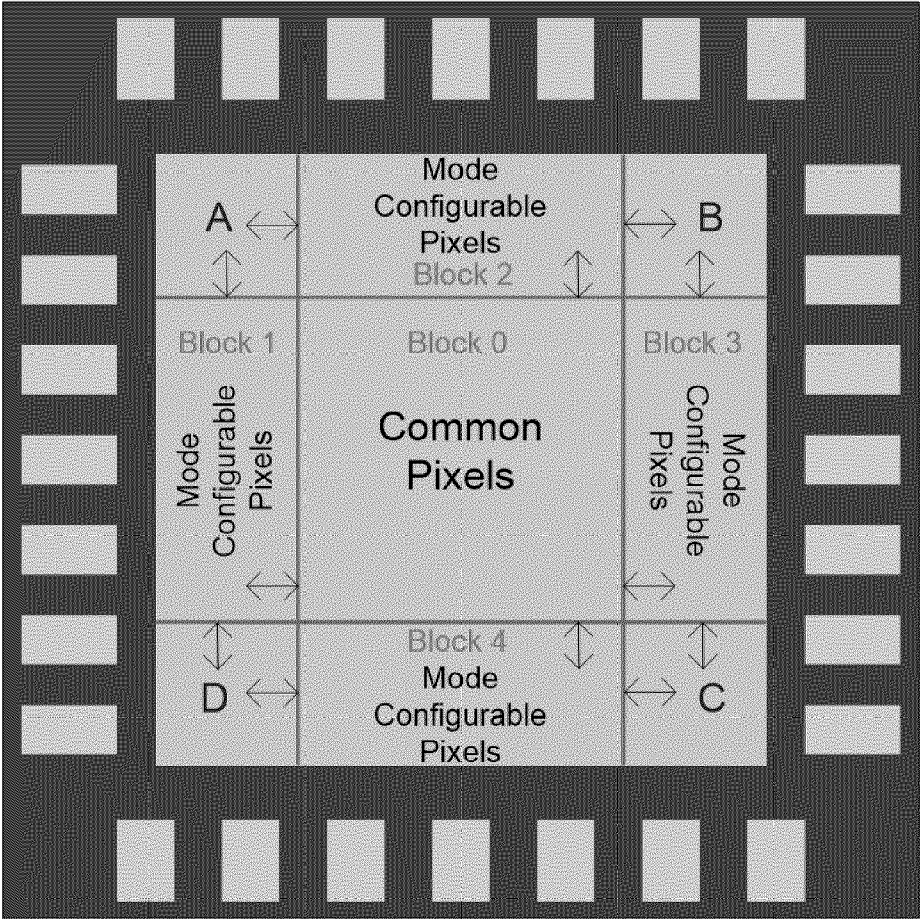 A
Mode
Configurable
Pixels
Block 2
B
Block 1
Mode
Configurable
Pixels
Block 0
Common
Pixels
Block 3
Mode
Configurable
Pixels
D
Block 4
Mode
Configurable
Pixels
C